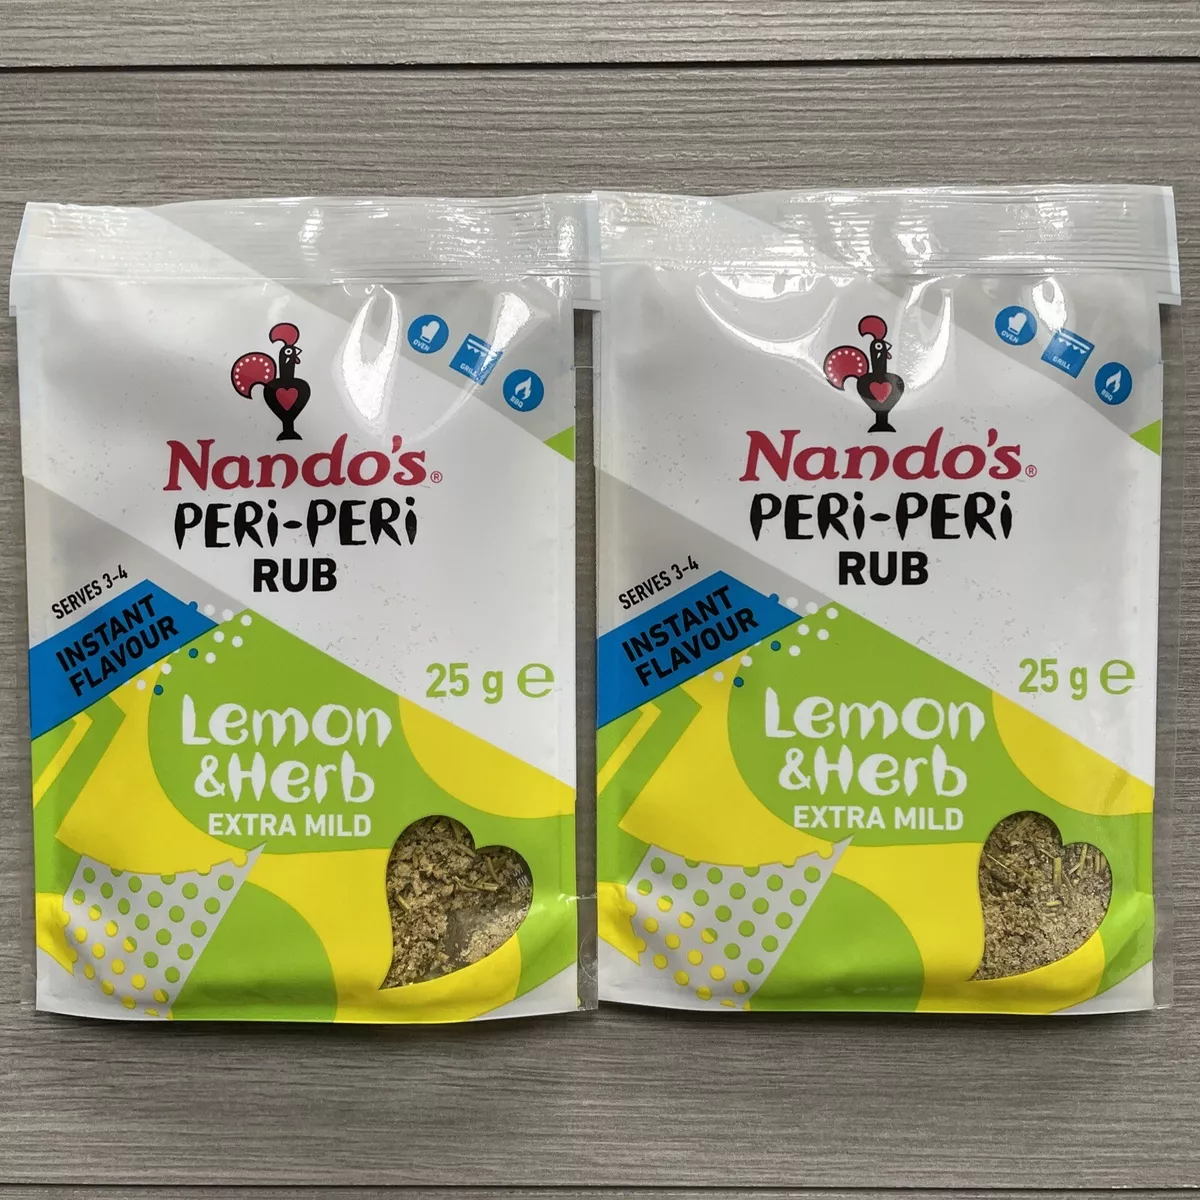 OVEN
GRILL
BBQ
Nando's®
PERi-PERi
RUB
SERVES 3-4
INSTANT
FLAVOUR
25 g e
Lemon
&Herb
EXTRA MILD
OVEN
GRILL
BBQ
Nando's®
PERi-PERi
RUB
SERVES 3-4
INSTANT
FLAVOUR
25 g e
Lemon
&Herb
EXTRA MILD